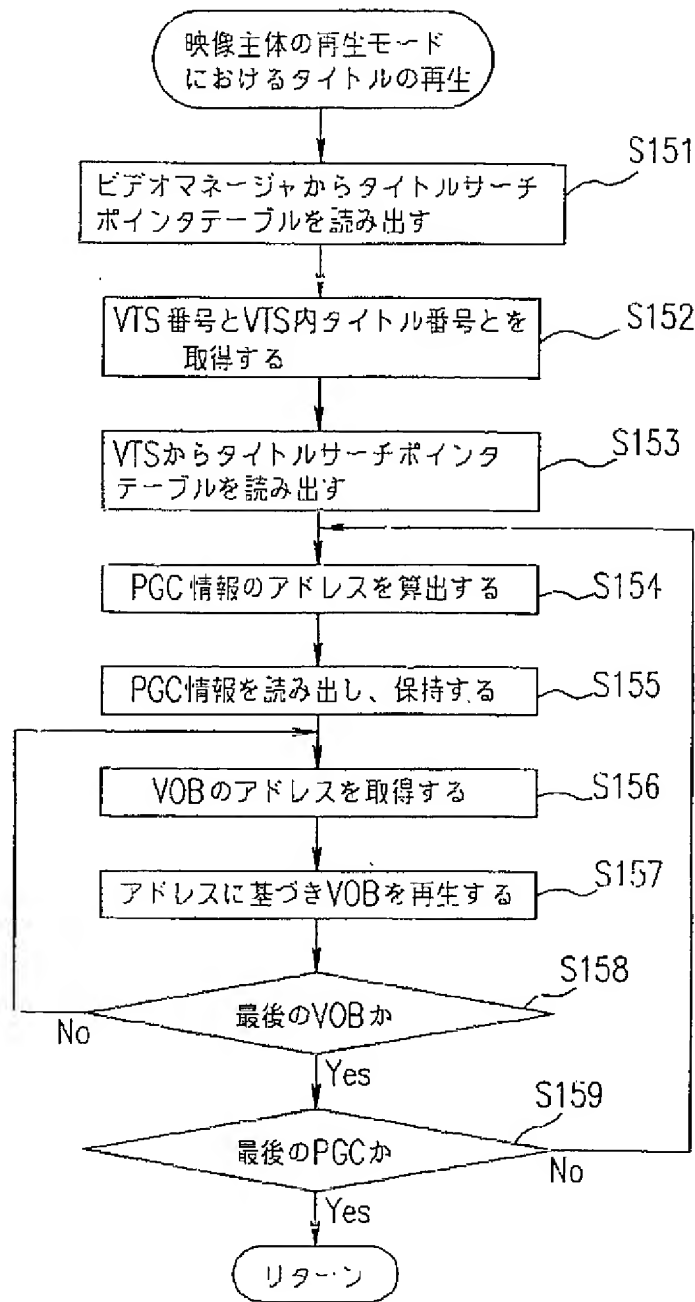 映像主体の再生モード
におけるタイトルの再生
S151
ビデオマネージャからタイトルサーチ
ポインタテーブルを読み出す
S152
VTS番号とVTS内タイトル番号とを
取得する
S153
VTSからタイトルサーチポインタ
テーブルを読み出す
PGC情報のアドレスを算出する
S154
PGC情報を読み出し、保持する
S155
VOBのアドレスを取得する
S156
アドレスに基づきVOBを再生する
S157
S158
最後のVOBか
No
Yes
S159
最後のPGCか
No
Yes
リターン